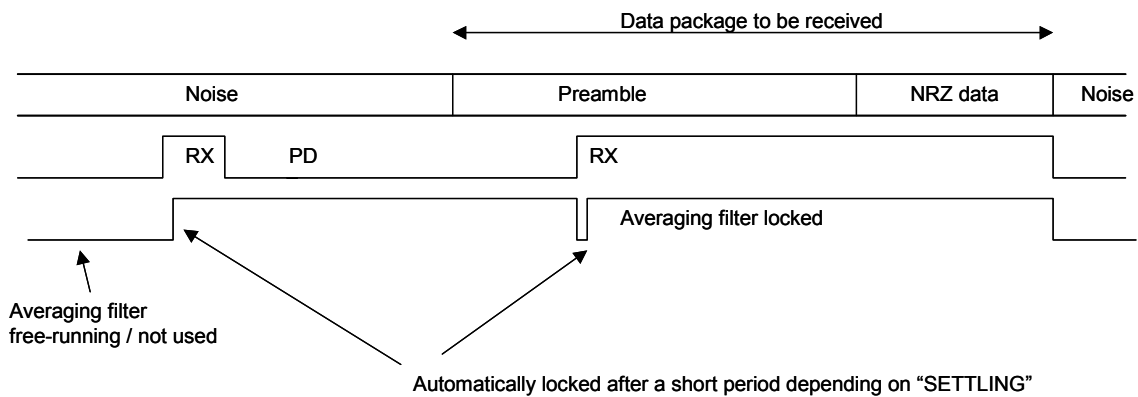 Data package to be received
Noise Preamble NRZ data Noise
RX PD RX
Averaging filter locked
Averaging filter
free-running / not used
Automatically locked after a short period depending on “SETTLING”